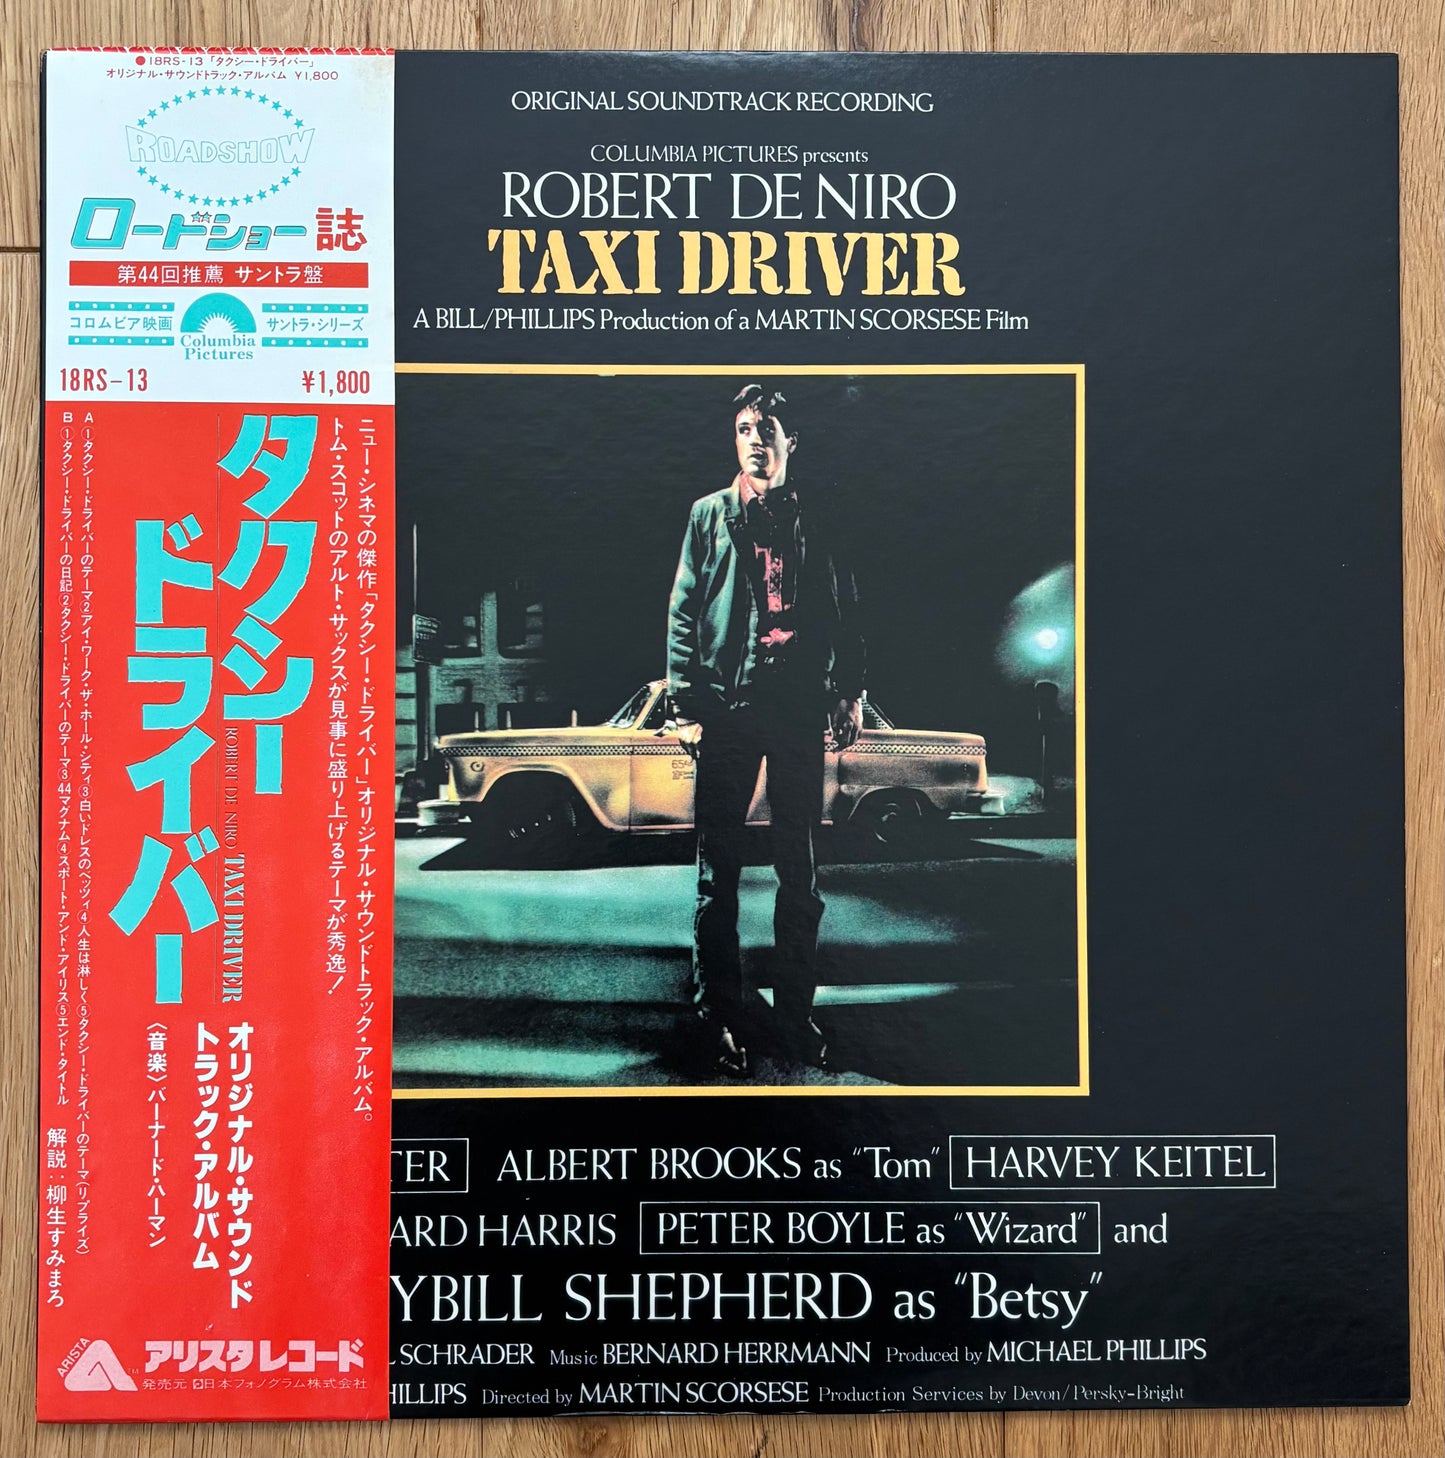 ●18RS-13「タクシー・ドライバー」
オリジナル・サウンドトラック・アルバム ¥1,800
ROADSHOW
ロードショー誌
第44回推薦 サントラ盤
コロムビア映画
Columbia
Pictures
サントラ・シリーズ
18RS-13
¥1,800
ニュー・シネマの傑作「タクシー・ドライバー」オリジナル・サウンドトラック・アルバム。
トム・スコットのアルト・サックスが見事に盛り上げるテーマが秀逸!
タクシー
ドライバー
ROBERT DE NIRO TAXI DRIVER
オリジナル・サウンド
トラック・アルバム
〈音楽〉バーナード・ハーマン
A ①タクシー・ドライバーのテーマ②アイ・ワーク・ザ・ホール・シティ③白いドレスのベッツィ④人生は淋しく⑤タクシー・ドライバーのテーマ(リプライズ)
B ①タクシー・ドライバーの日記②タクシー・ドライバーのテーマ③44マグナム④スポート・アンド・アイリス⑤エンド・タイトル
解説:柳生すみまろ
ARISTA
TM
アリスタレコード
発売元 日本フォノグラム株式会社
ORIGINAL SOUNDTRACK RECORDING
COLUMBIA PICTURES presents
ROBERT DE NIRO
TAXI DRIVER
A BILL/PHILLIPS Production of a MARTIN SCORSESE Film
TER ALBERT BROOKS as "Tom" HARVEY KEITEL
ARD HARRIS PETER BOYLE as "Wizard" and
YBILL SHEPHERD as "Betsy"
L SCHRADER Music BERNARD HERRMANN Produced by MICHAEL PHILLIPS
HILLIPS Directed by MARTIN SCORSESE Production Services by Devon/Persky-Bright